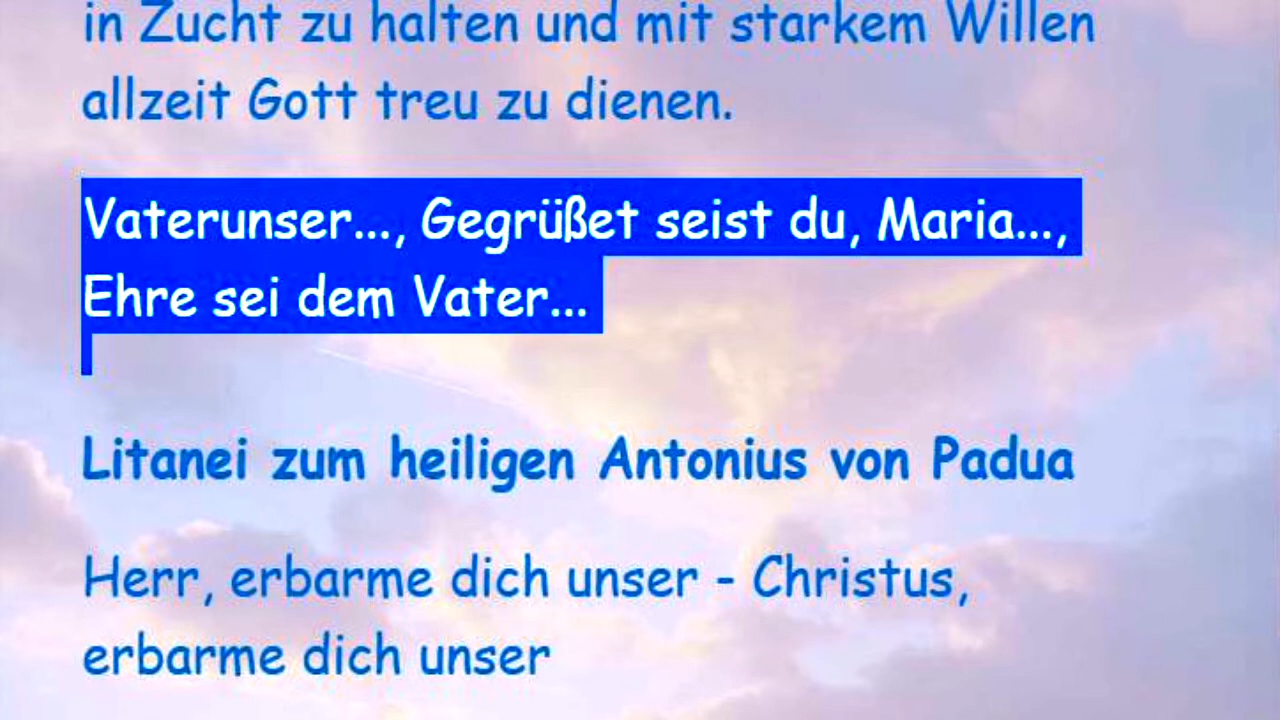 in Zucht zu halten und mit starkem Willen
allzeit Gott treu zu dienen.
Vaterunser..., Gegrüßet seist du, Maria...,
Ehre sei dem Vater...
Litanei zum heiligen Antonius von Padua
Herr, erbarme dich unser - Christus,
erbarme dich unser